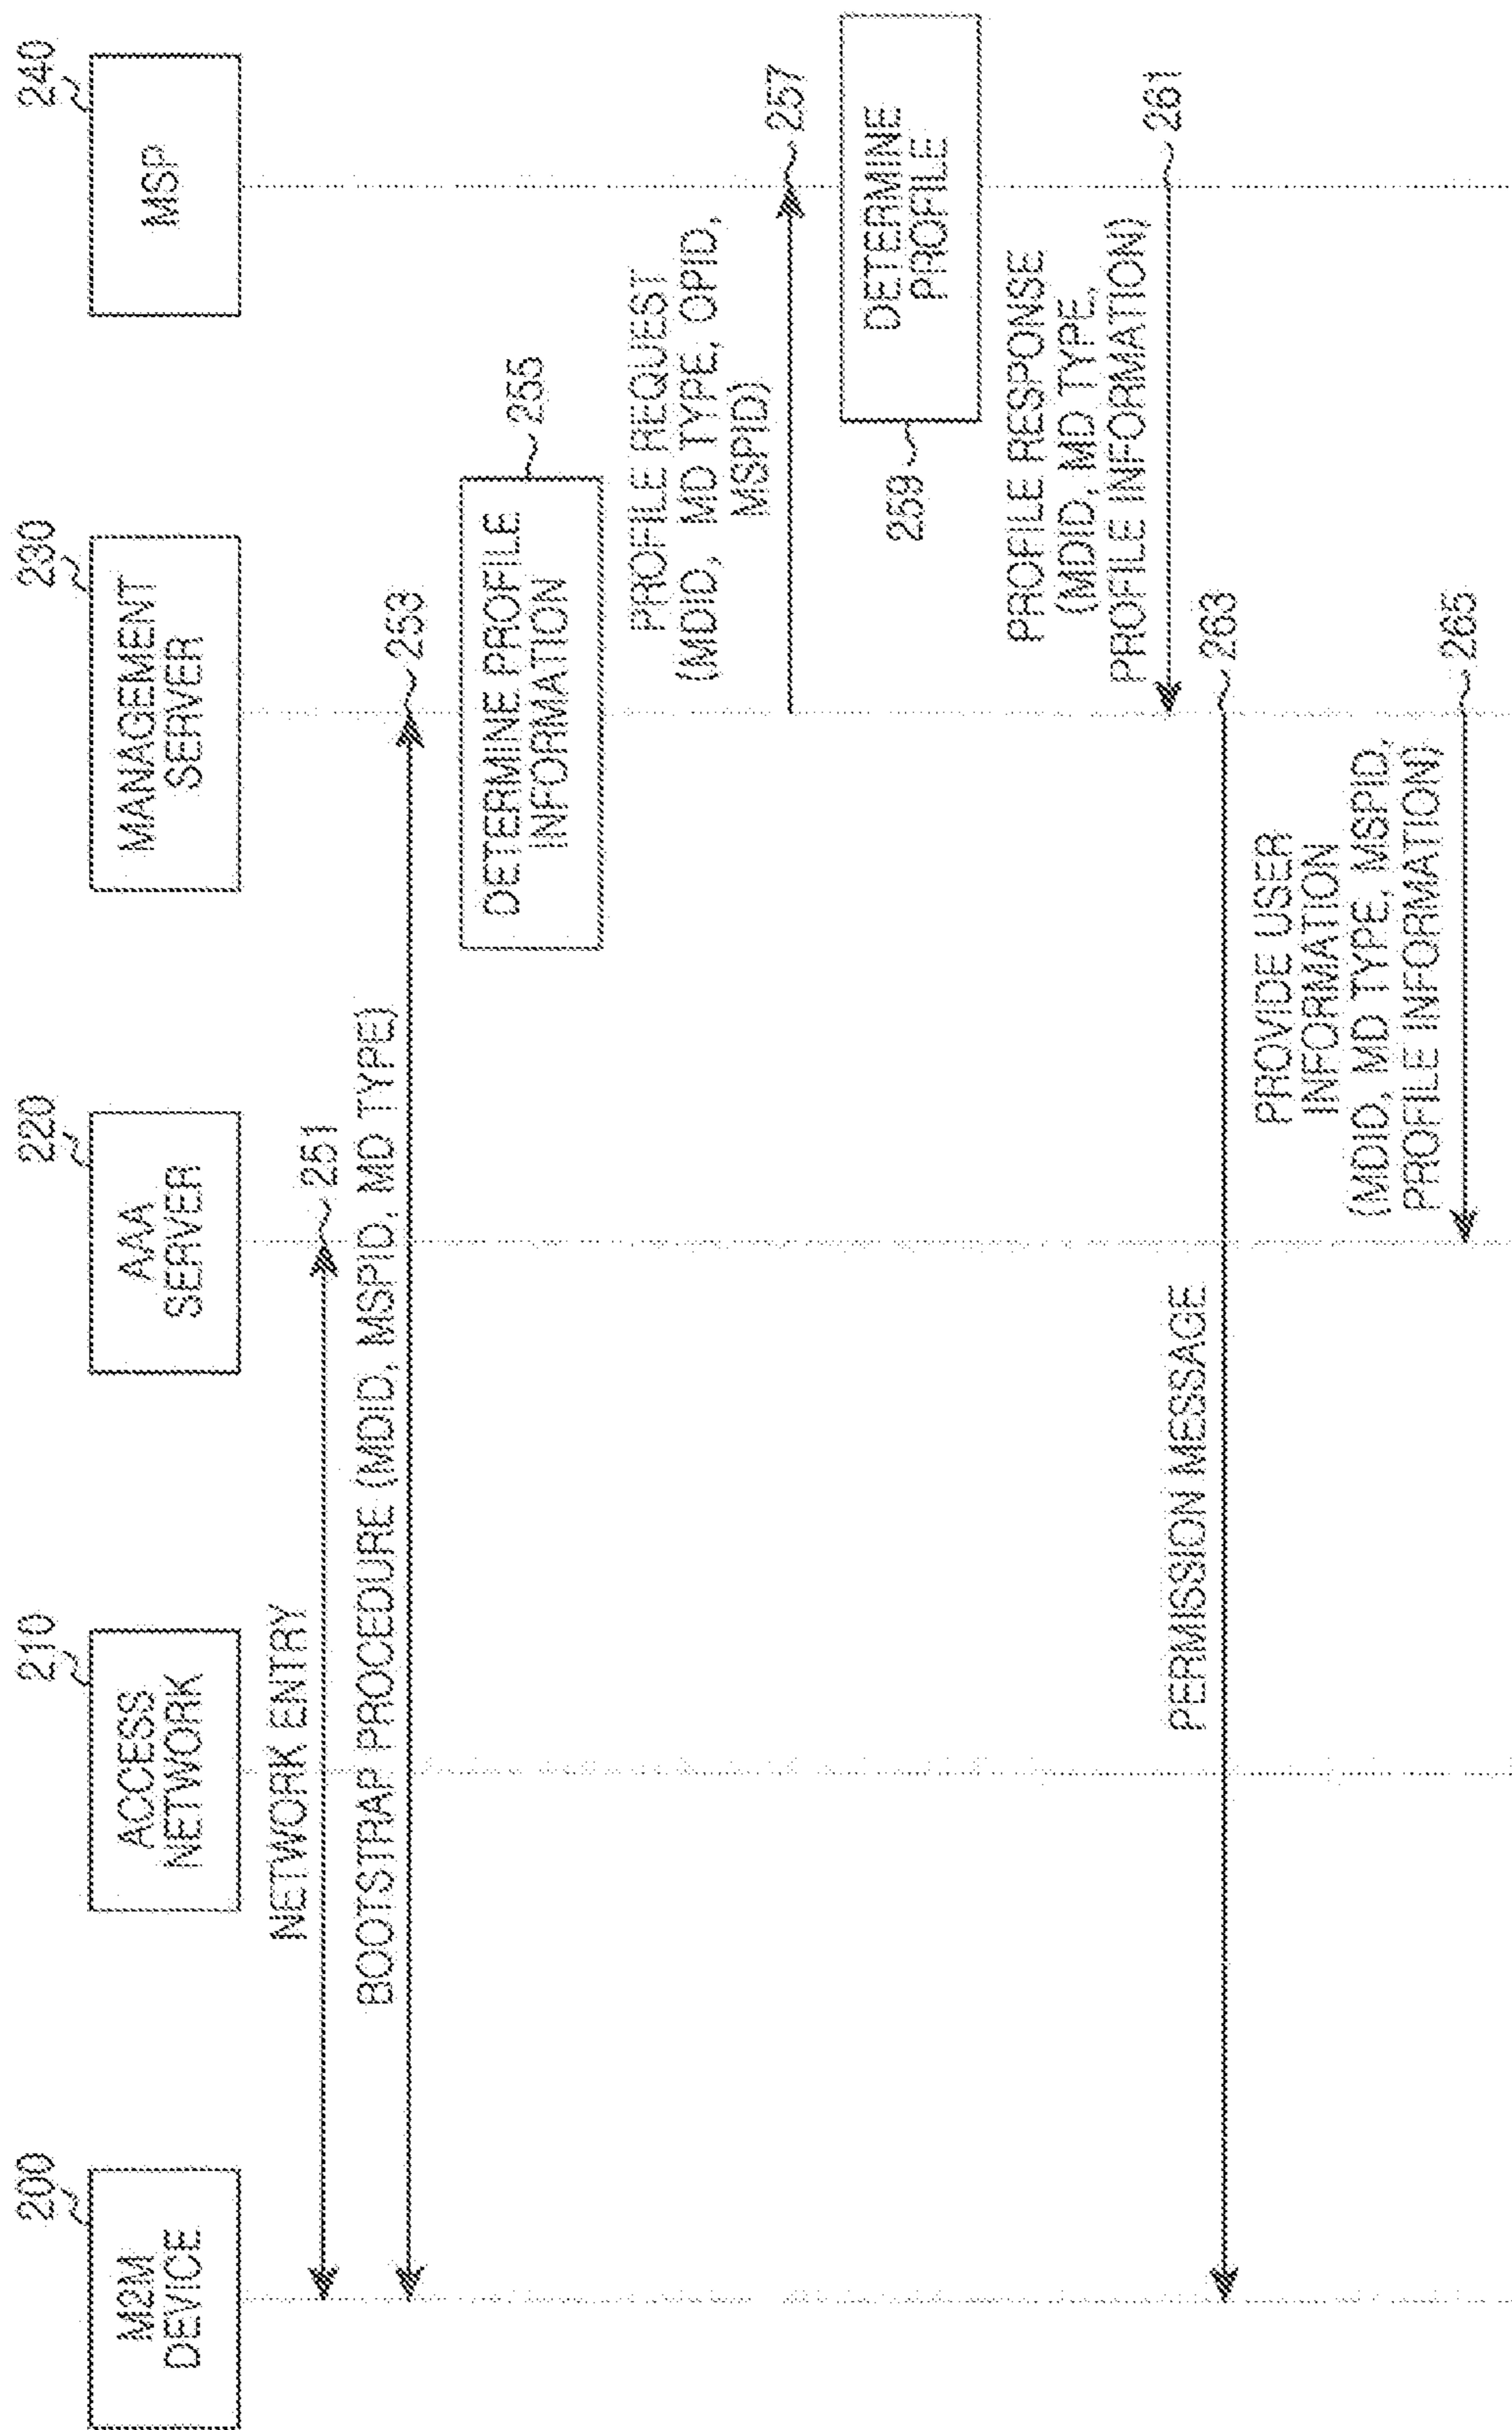 200
M2M
DEVICE
210
ACCESS
NETWORK
220
AAA
SERVER
230
MANAGEMENT
SERVER
240
MSP
NETWORK ENTRY
251
BOOTSTRAP PROCEDURE (MDID, MSPID, MD TYPE)
253
DETERMINE PROFILE
INFORMATION
255
PROFILE REQUEST
(MDID, MD TYPE, OPID,
MSPID)
257
DETERMINE
PROFILE
259
PROFILE RESPONSE
(MDID, MD TYPE,
PROFILE INFORMATION)
261
PERMISSION MESSAGE
263
PROVIDE USER
INFORMATION
(MDID, MD TYPE, MSPID,
PROFILE INFORMATION)
265